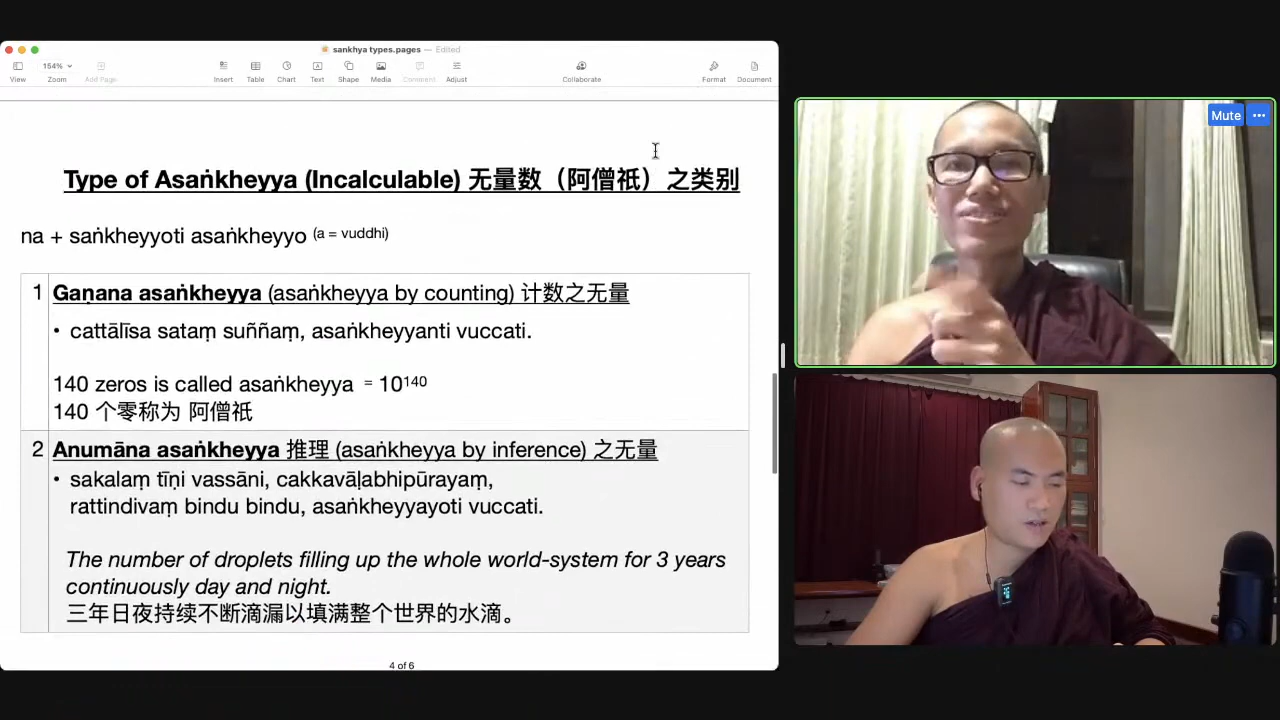 sankhya types.pages — Edited
154%
View
Zoom
Add Page
Insert
Table
Chart
Text
Shape
Media
Comment
Adjust
Collaborate
Format
Document
Type of Asaṅkheyya (Incalculable) 无量数（阿僧祇）之类别
na + saṅkheyyoti asaṅkheyyo (a = vuddhi)
1 Gaṇana asaṅkheyya (asaṅkheyya by counting) 计数之无量
• cattālīsa sataṃ suññaṃ, asaṅkheyyanti vuccati.
140 zeros is called asaṅkheyya = 10¹⁴⁰
140 个零称为 阿僧祇
2 Anumāna asaṅkheyya 推理 (asaṅkheyya by inference) 之无量
• sakalaṃ tīṇi vassāni, cakkavāḷabhipūrayaṃ,
rattindivaṃ bindu bindu, asaṅkheyyayoti vuccati.
The number of droplets filling up the whole world-system for 3 years
continuously day and night.
三年日夜持续不断滴漏以填满整个世界的水滴。
4 of 6
Mute